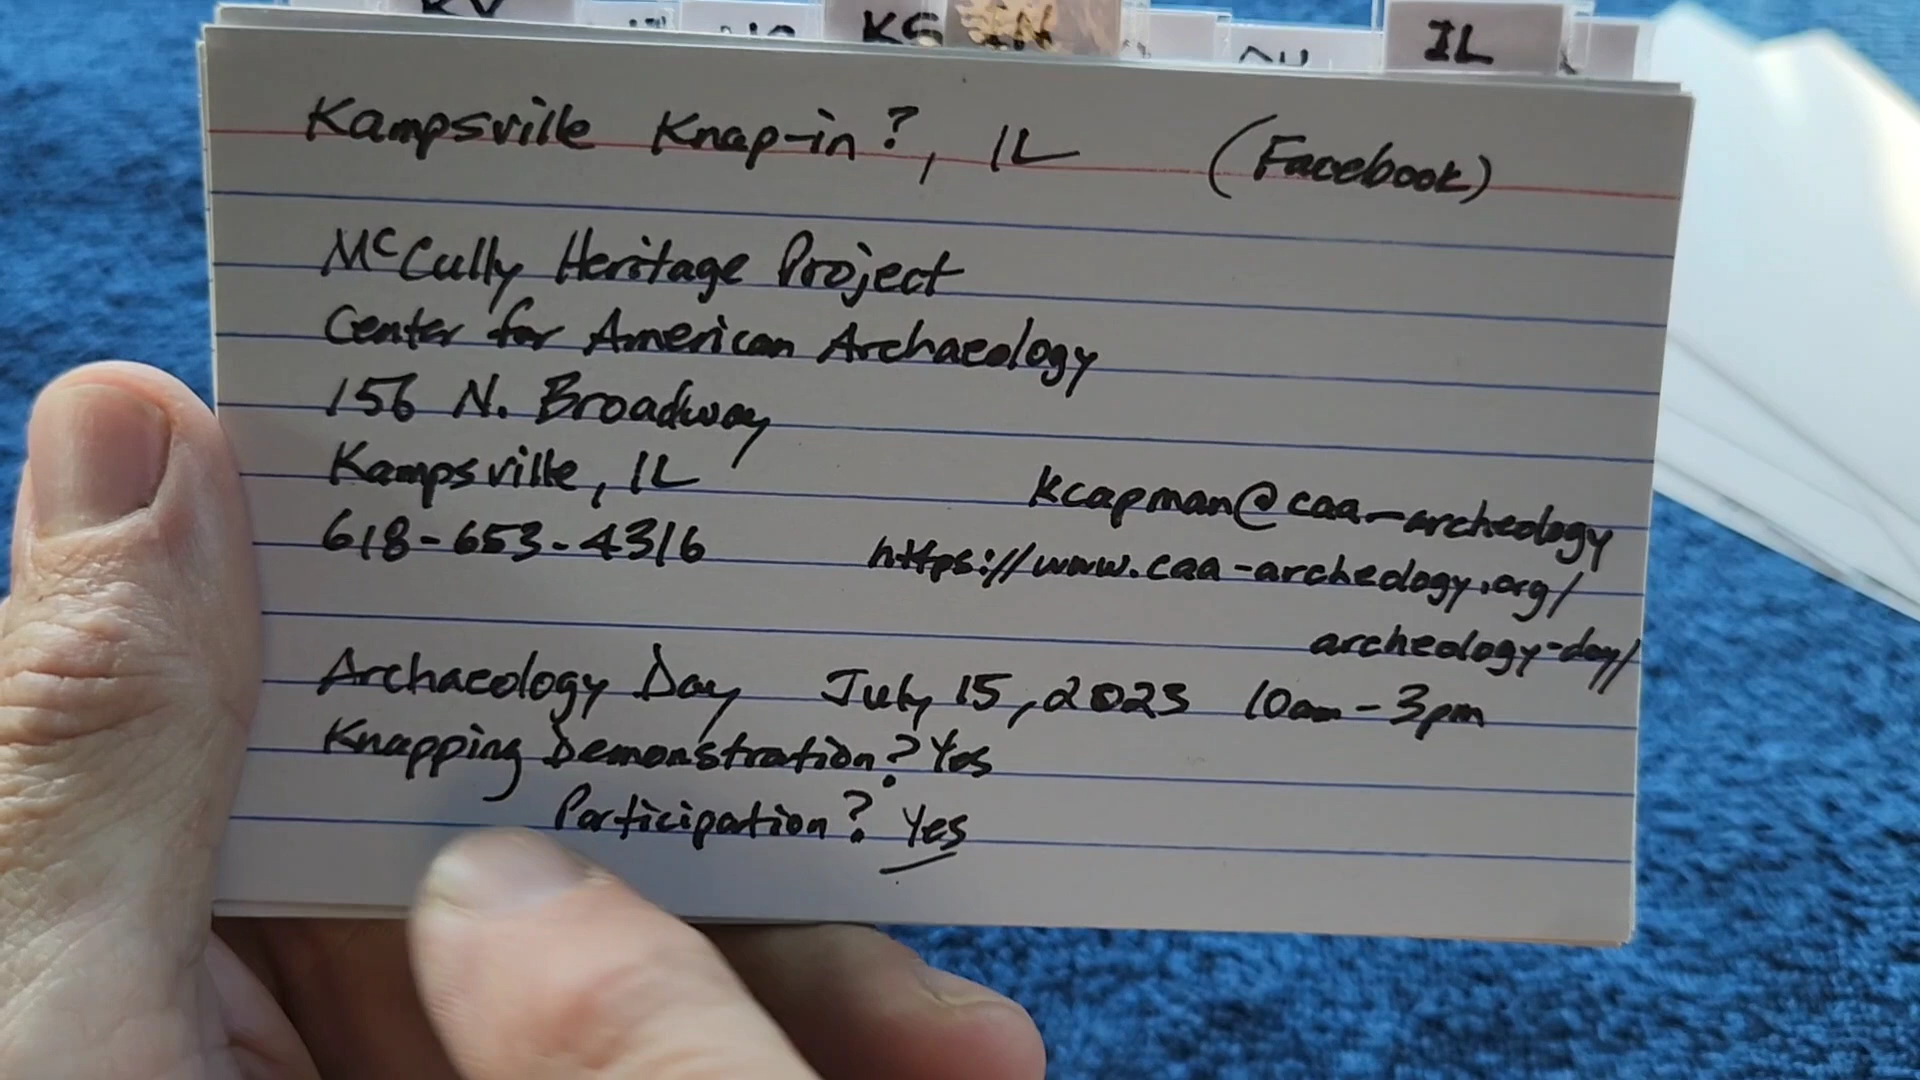 KY
KS
IN
IL
Kampsville Knap-in?, IL (Facebook)
McCully Heritage Project
Center for American Archaeology
156 N. Broadway
Kampsville, IL
kcapman@caa-archeology
618-653-4316
https://www.caa-archeology.org/
archeology-day/
Archaeology Day July 15, 2023 10am-3pm
Knapping Demonstration? Yes
Participation? Yes